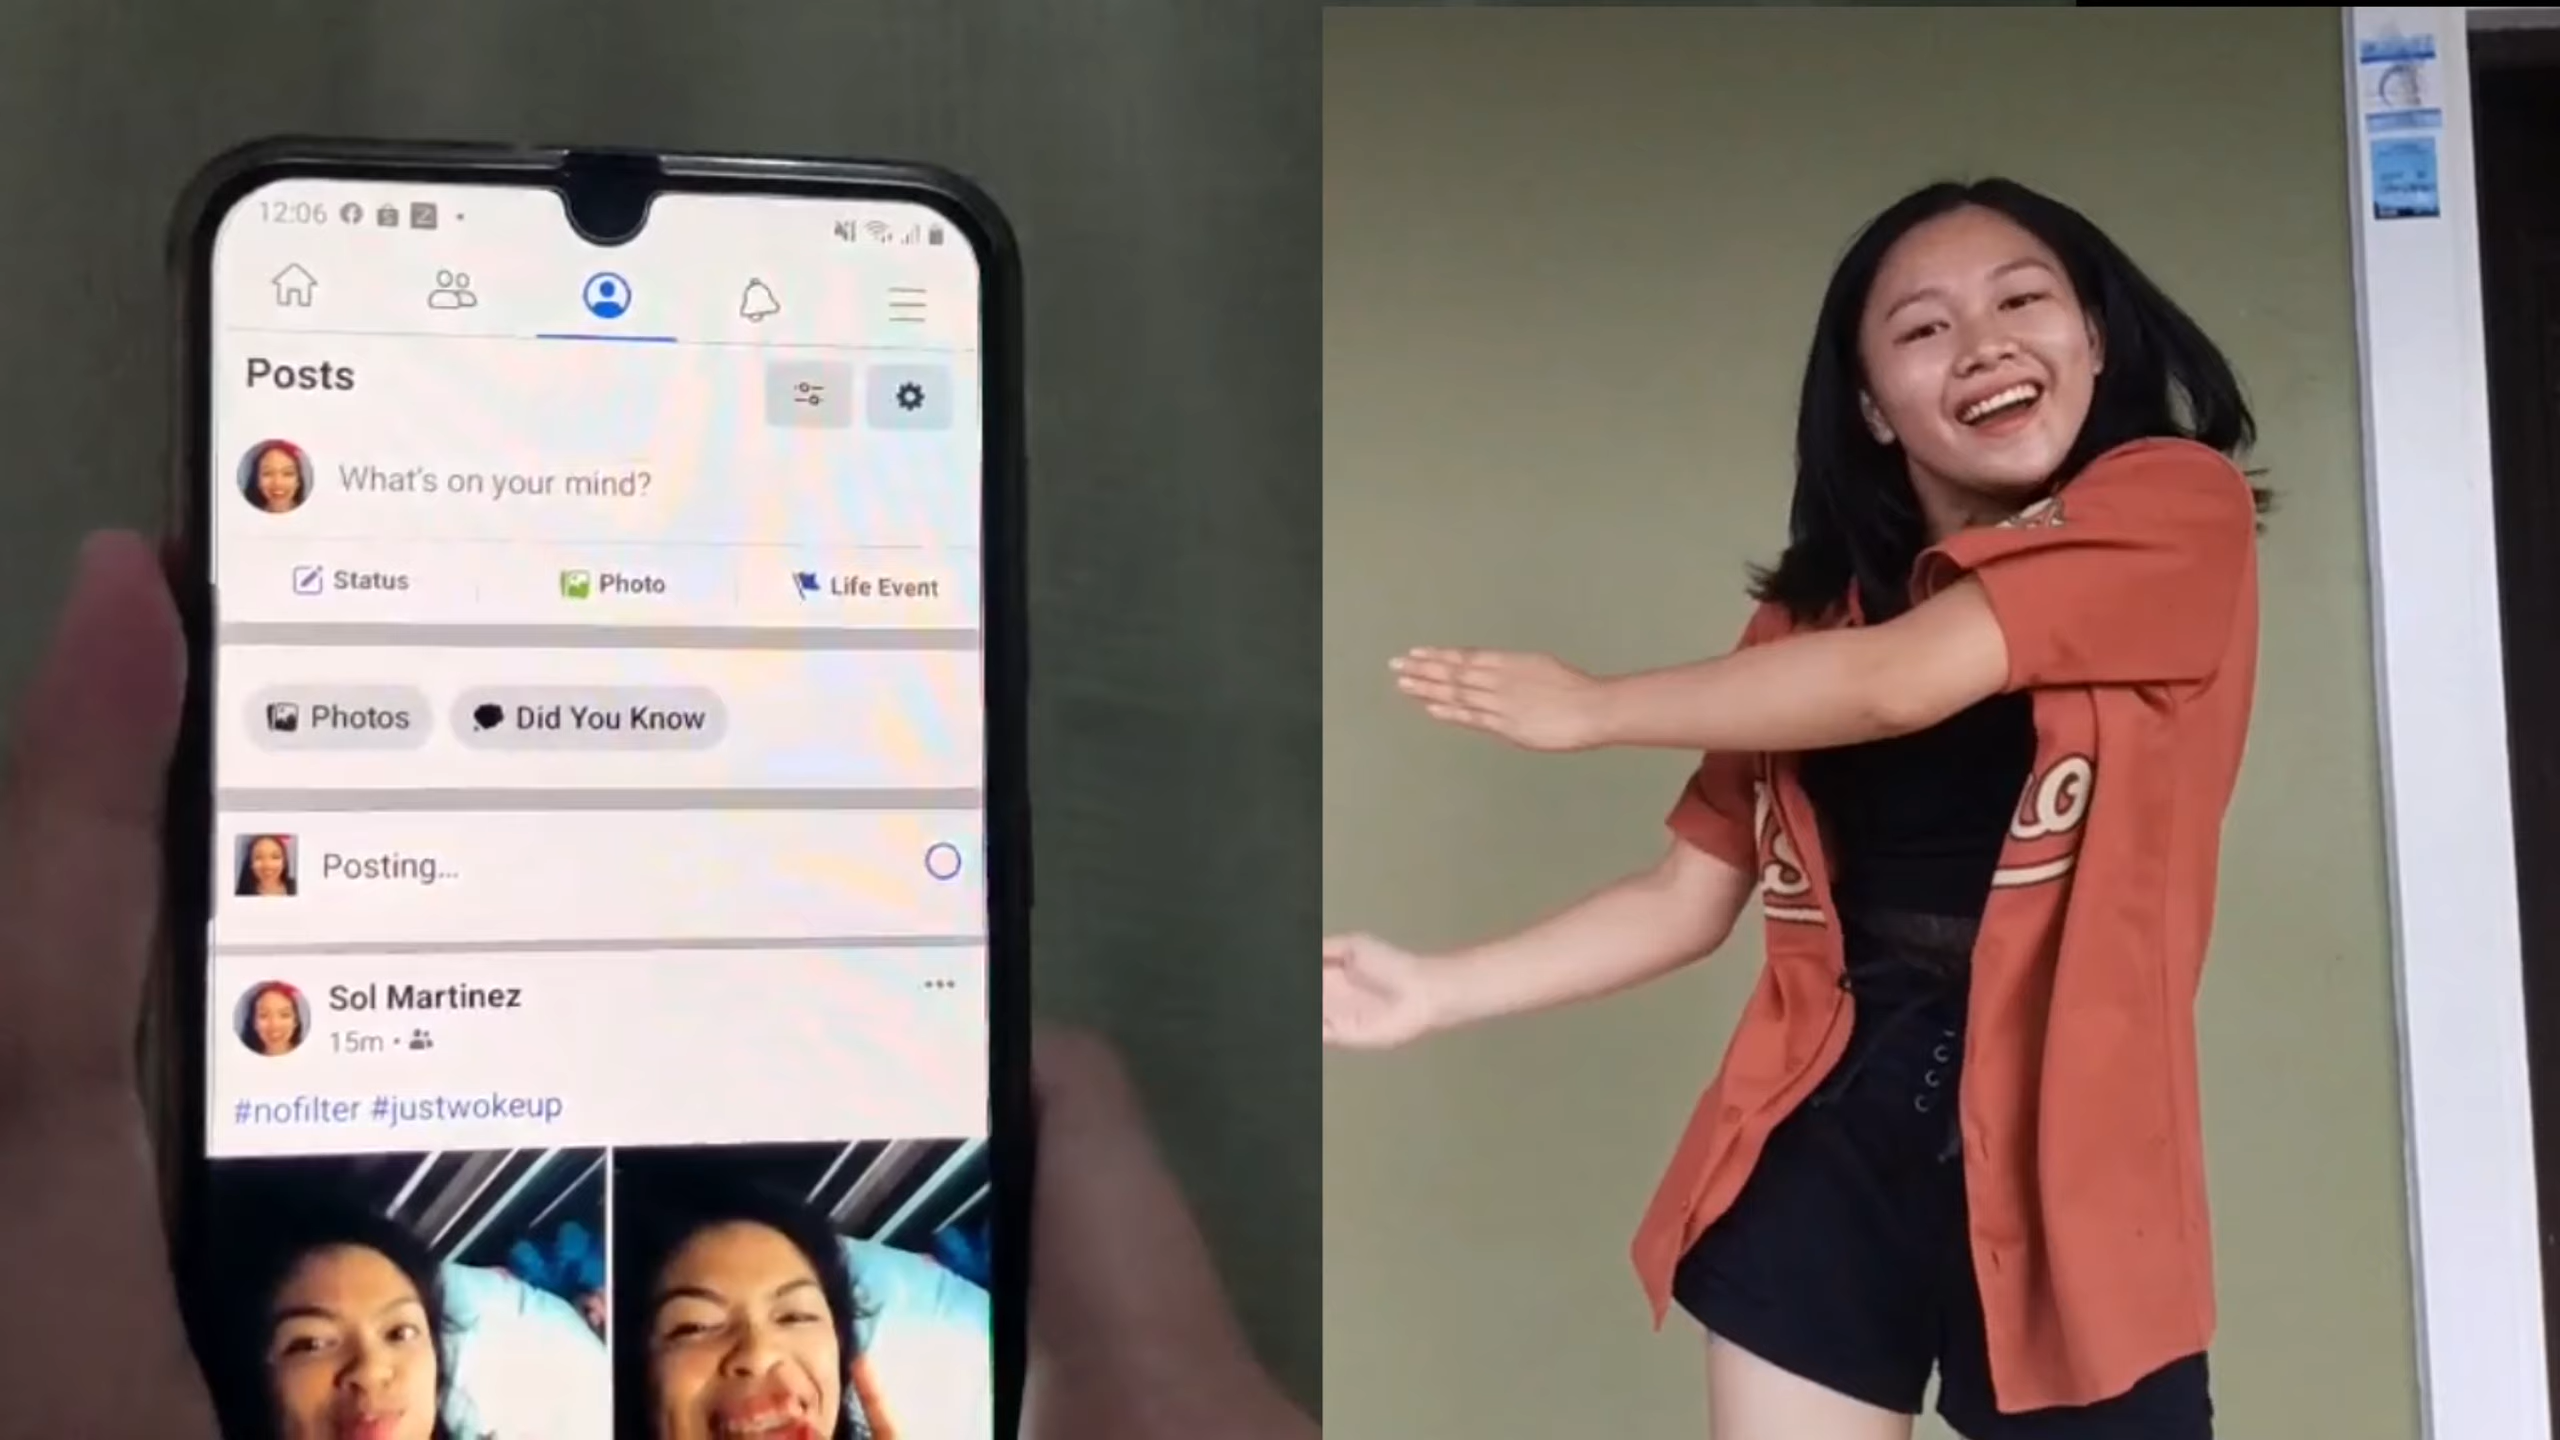 12:06
Posts
What's on your mind?
Status
Photo
Life Event
Photos
Did You Know
Posting...
Sol Martinez
15m
#nofilter #justwokeup